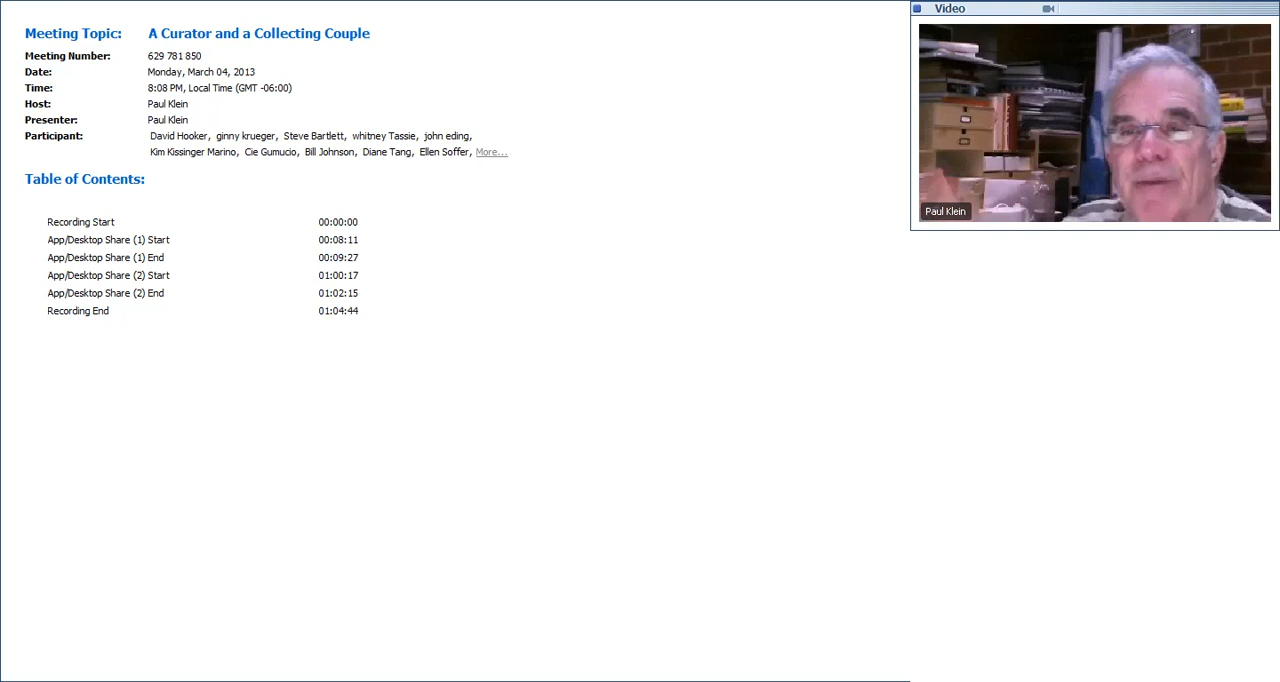 Meeting Topic: A Curator and a Collecting Couple
Meeting Number: 629 781 850
Date: Monday, March 04, 2013
Time: 8:08 PM, Local Time (GMT -06:00)
Host: Paul Klein
Presenter: Paul Klein
Participant: David Hooker, ginny krueger, Steve Bartlett, whitney Tassie, john eding,
Kim Kissinger Marino, Cie Gumucio, Bill Johnson, Diane Tang, Ellen Soffer, More...
Table of Contents:
Recording Start 00:00:00
App/Desktop Share (1) Start 00:08:11
App/Desktop Share (1) End 00:09:27
App/Desktop Share (2) Start 01:00:17
App/Desktop Share (2) End 01:02:15
Recording End 01:04:44
Video
Paul Klein